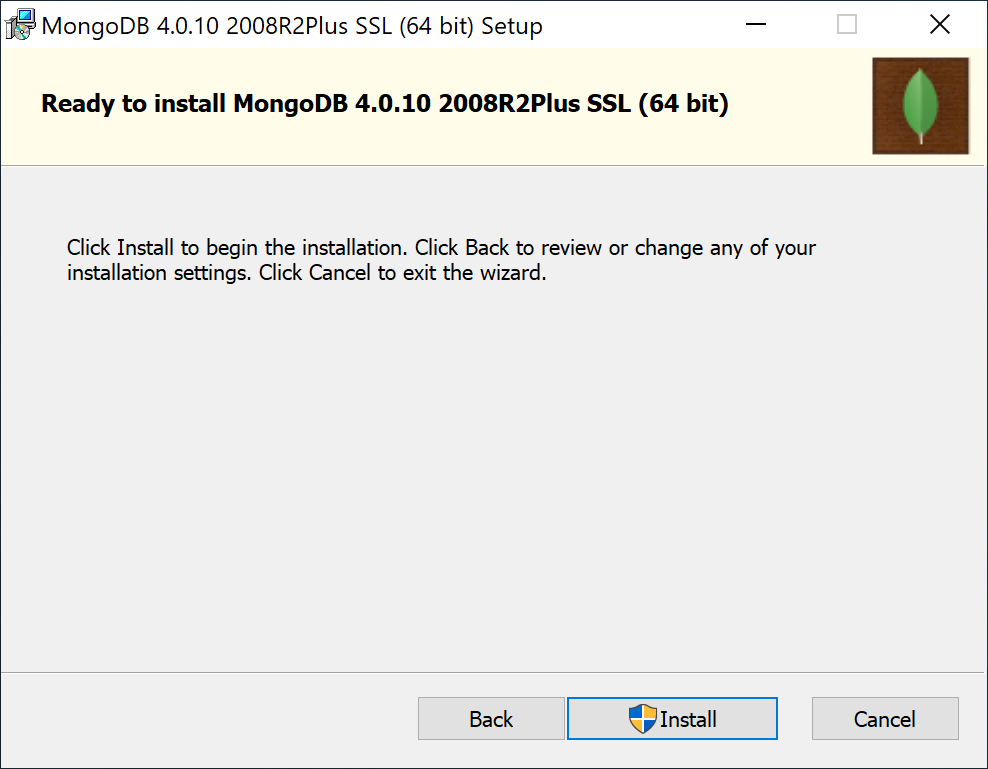 MongoDB 4.0.10 2008R2Plus SSL (64 bit) Setup
Ready to install MongoDB 4.0.10 2008R2Plus SSL (64 bit)
Click Install to begin the installation. Click Back to review or change any of your
installation settings. Click Cancel to exit the wizard.
Back
Install
Cancel